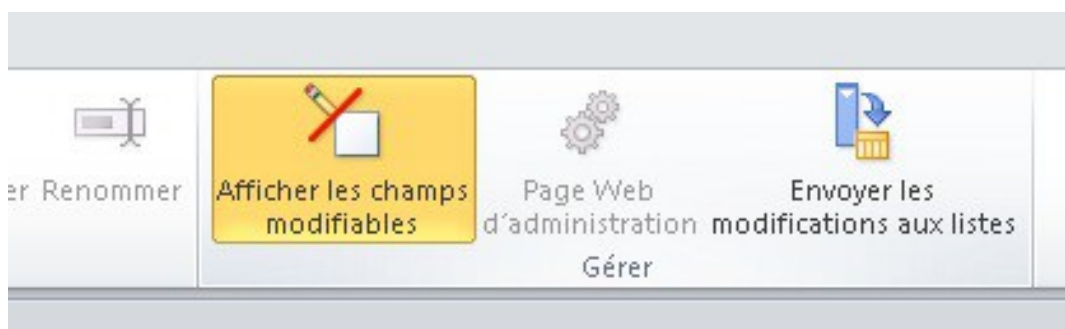 er Renommer
Afficher les champs
modifiables
Page Web
d'administration
Envoyer les
modifications aux listes
Gérer